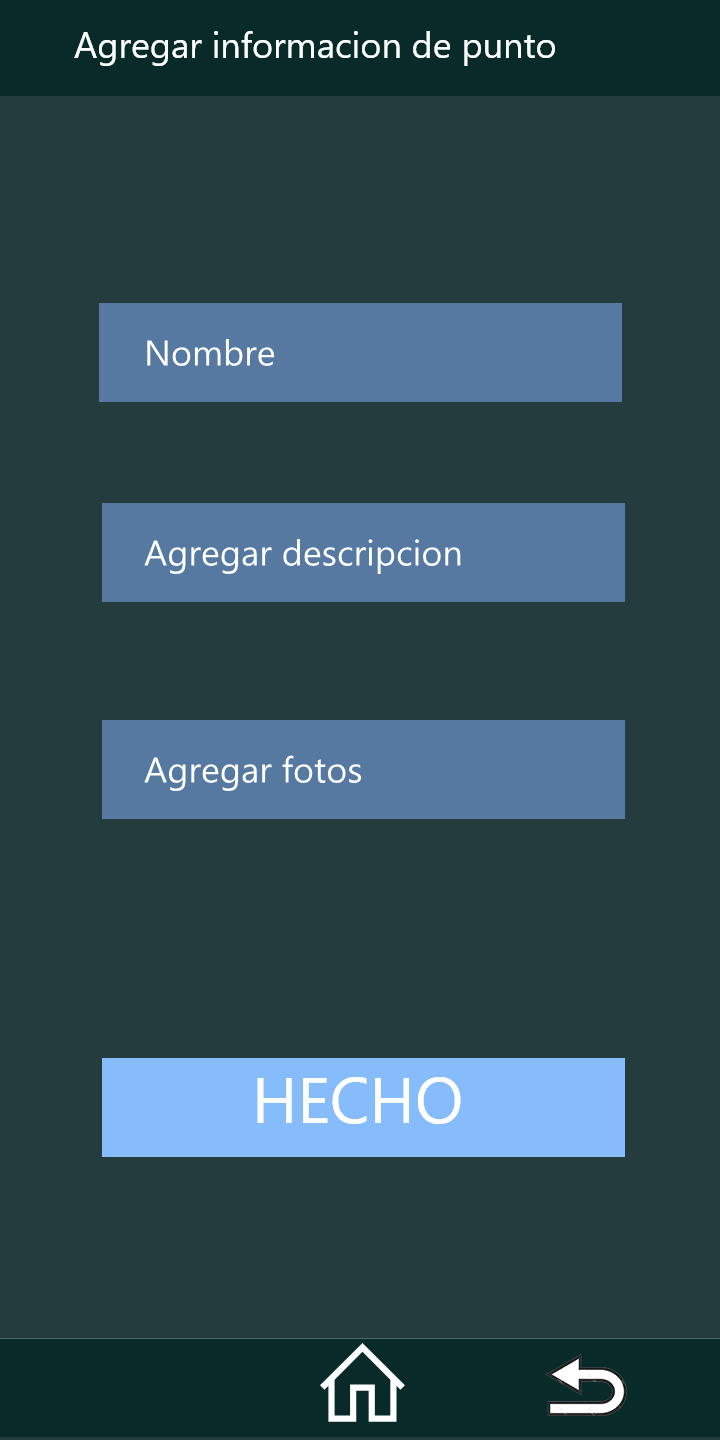 Agregar informacion de punto
Nombre
Agregar descripcion
Agregar fotos
HECHO